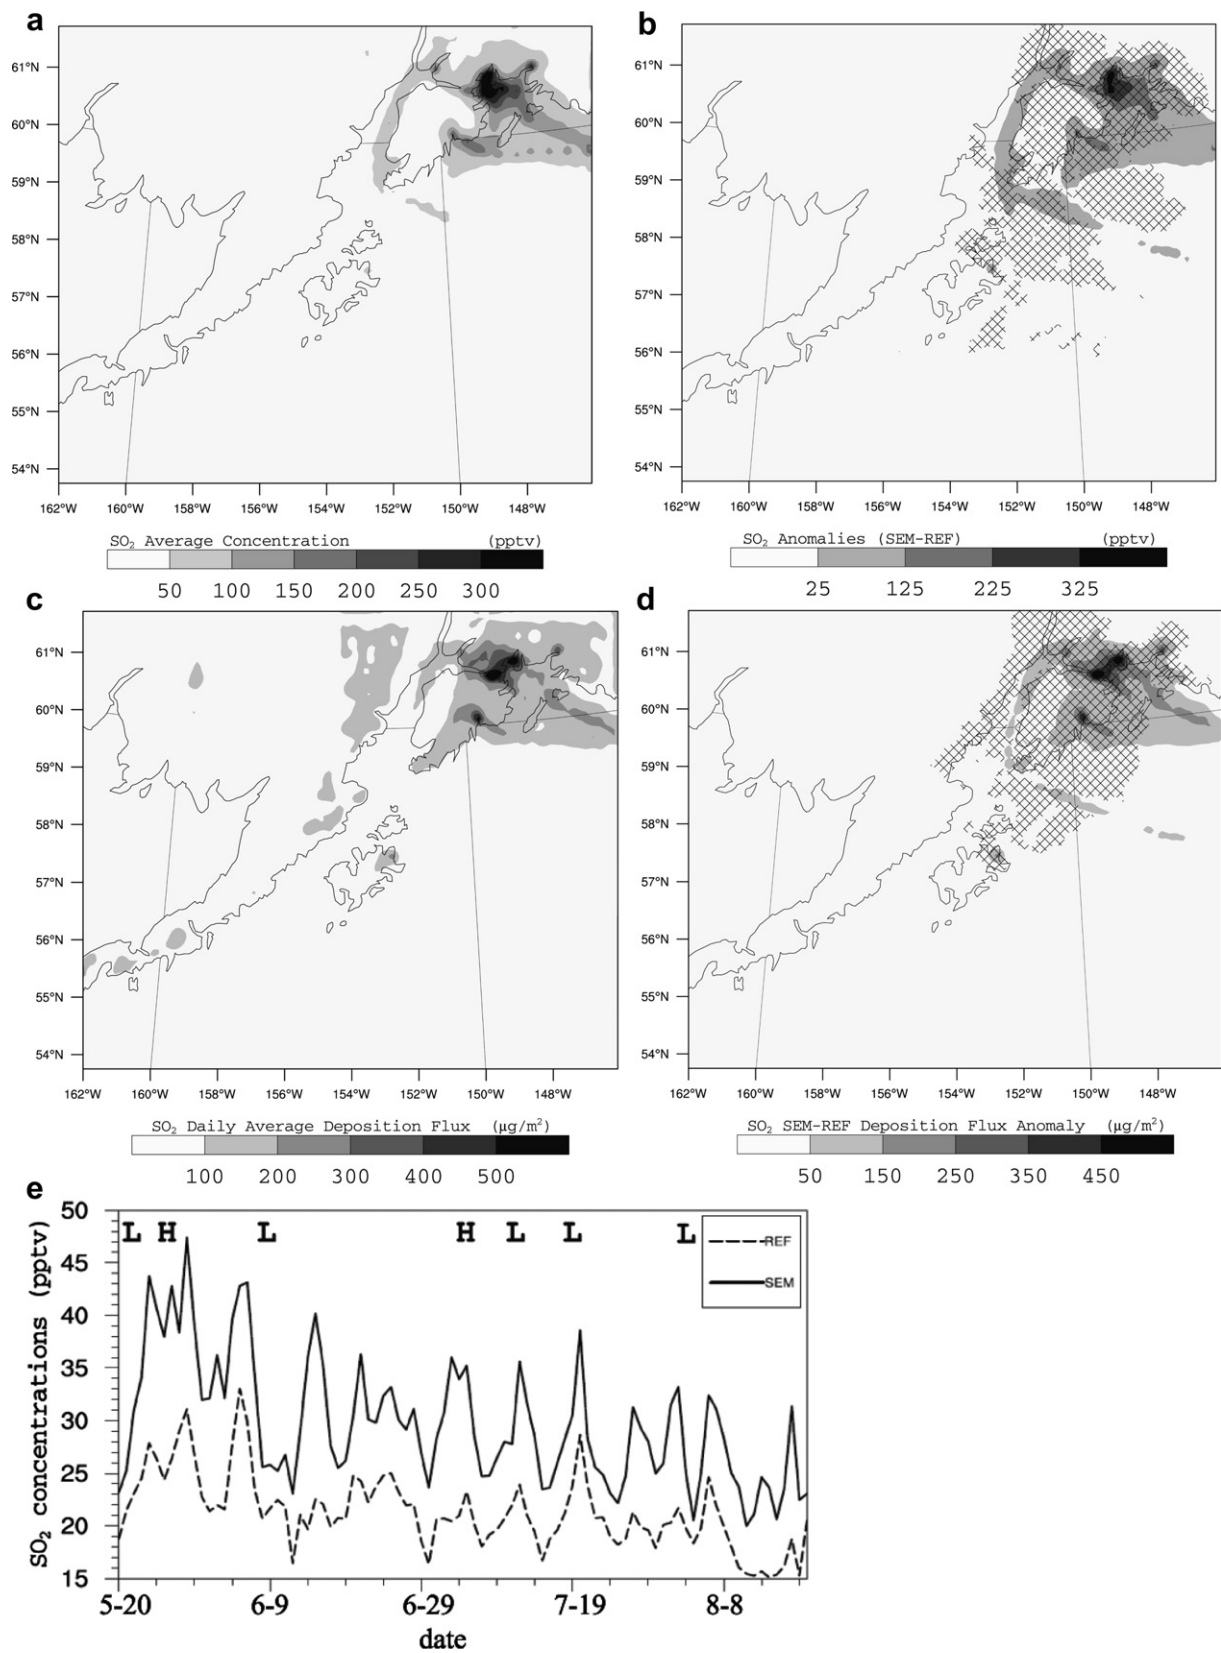 a
b
61°N
60°N
59°N
58°N
57°N
56°N
55°N
54°N
162°W 160°W 158°W 156°W 154°W 152°W 150°W 148°W
SO₂ Average Concentration (pptv)
50 100 150 200 250 300
61°N
60°N
59°N
58°N
57°N
56°N
55°N
54°N
162°W 160°W 158°W 156°W 154°W 152°W 150°W 148°W
SO₂ Anomalies (SEM-REF) (pptv)
25 125 225 325
c
d
61°N
60°N
59°N
58°N
57°N
56°N
55°N
54°N
162°W 160°W 158°W 156°W 154°W 152°W 150°W 148°W
SO₂ Daily Average Deposition Flux (μg/m²)
100 200 300 400 500
61°N
60°N
59°N
58°N
57°N
56°N
55°N
54°N
162°W 160°W 158°W 156°W 154°W 152°W 150°W 148°W
SO₂ SEM-REF Deposition Flux Anomaly (μg/m²)
50 150 250 350 450
e
SO₂ concentrations (pptv)
50
45
40
35
30
25
20
15
L H L H L L L
REF
SEM
5-20 6-9 6-29 7-19 8-8
date